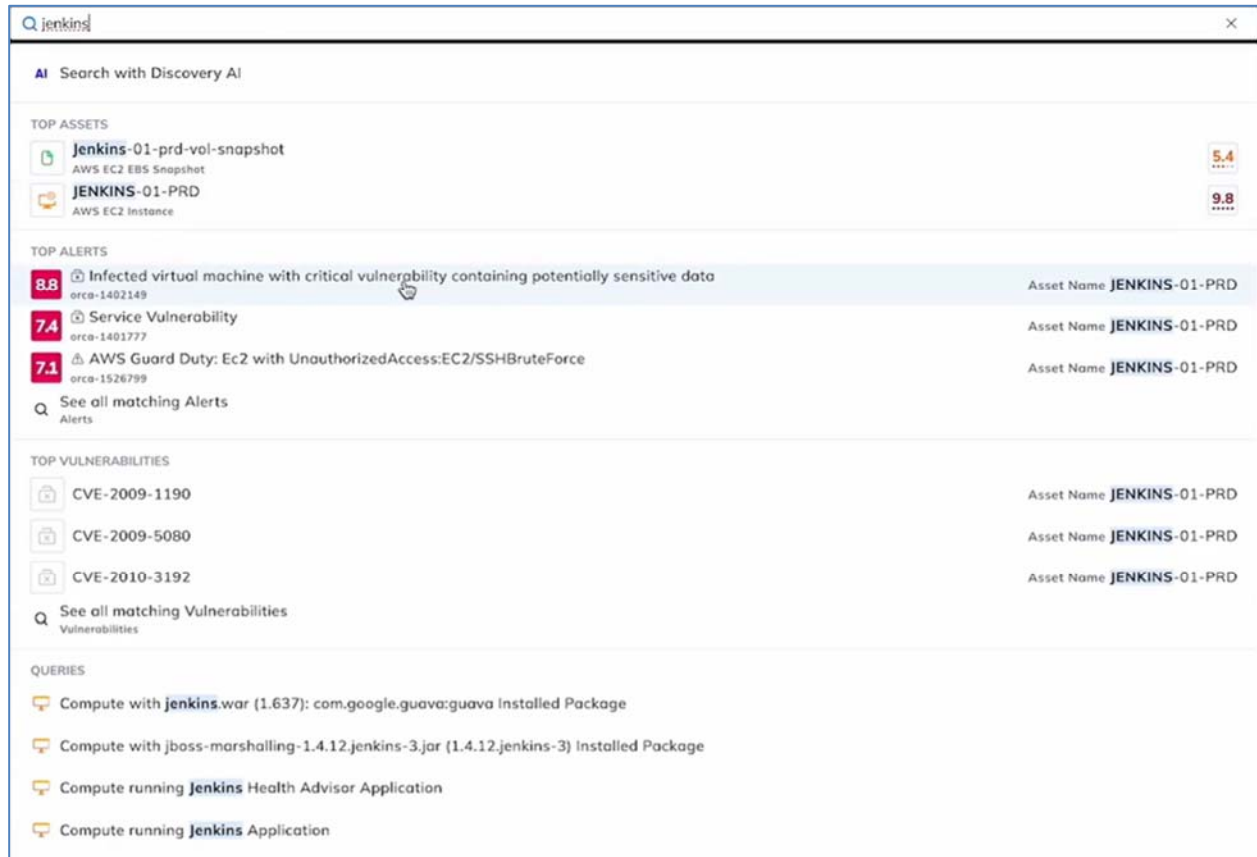 jenkins
AI Search with Discovery AI
TOP ASSETS
Jenkins-01-prd-vol-snapshot
AWS EC2 EBS Snapshot
5.4
JENKINS-01-PRD
AWS EC2 Instance
9.8
TOP ALERTS
8.8 Infected virtual machine with critical vulnerability containing potentially sensitive data
orca-1402149
Asset Name JENKINS-01-PRD
7.4 Service Vulnerability
orca-1401777
Asset Name JENKINS-01-PRD
7.1 AWS Guard Duty: Ec2 with UnauthorizedAccess:EC2/SSHBruteForce
orca-1526799
Asset Name JENKINS-01-PRD
See all matching Alerts
Alerts
TOP VULNERABILITIES
CVE-2009-1190 Asset Name JENKINS-01-PRD
CVE-2009-5080 Asset Name JENKINS-01-PRD
CVE-2010-3192 Asset Name JENKINS-01-PRD
See all matching Vulnerabilities
Vulnerabilities
QUERIES
Compute with jenkins.war (1.637): com.google.guava:guava Installed Package
Compute with jboss-marshalling-1.4.12.jenkins-3.jar (1.4.12.jenkins-3) Installed Package
Compute running Jenkins Health Advisor Application
Compute running Jenkins Application